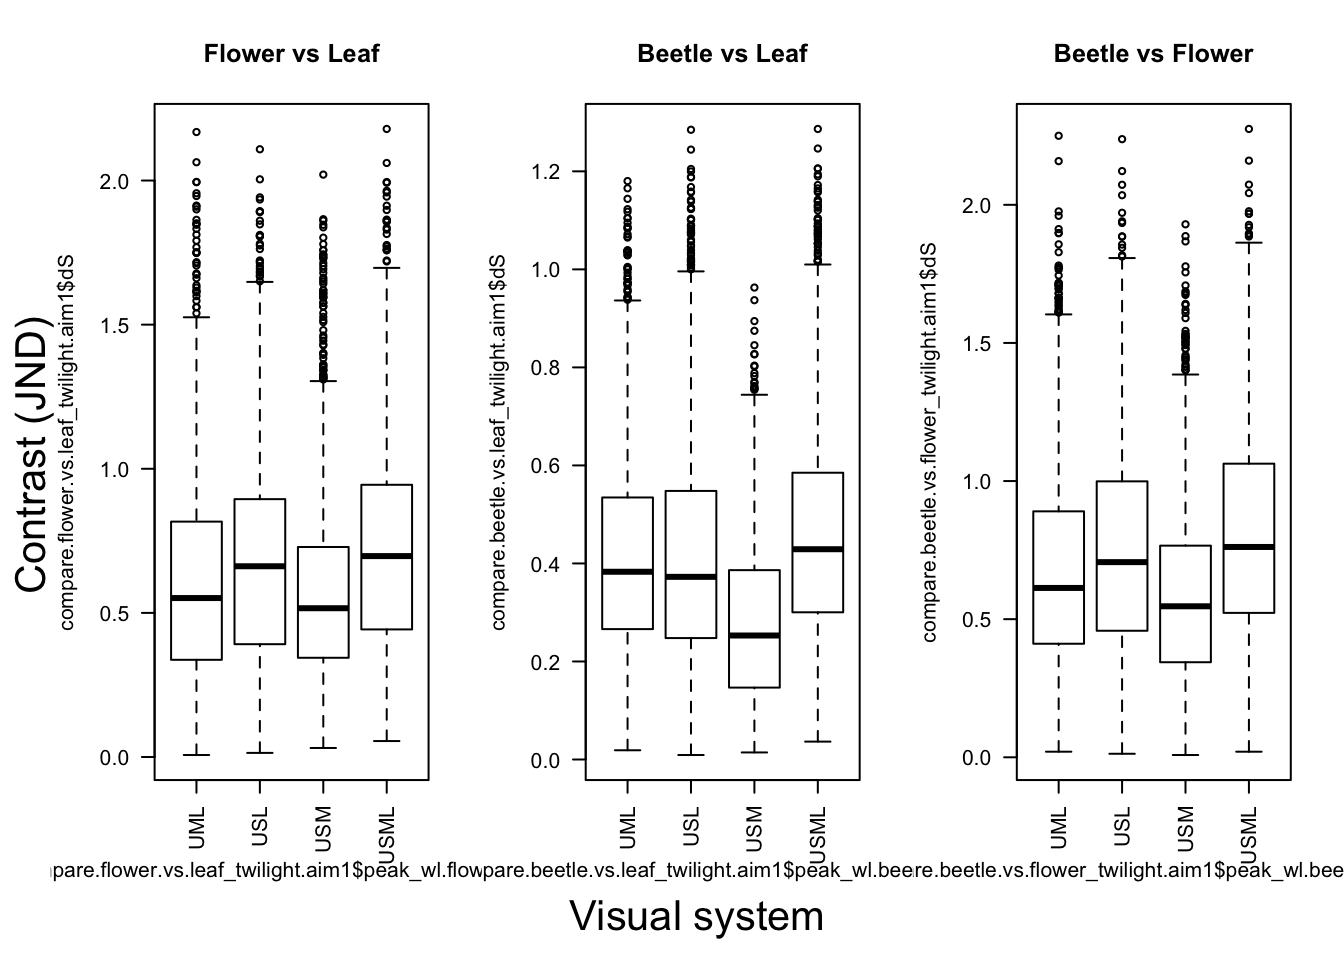 Flower vs Leaf
Beetle vs Leaf
Beetle vs Flower
Contrast (JND)
compare.flower.vs.leaf_twilight.aim1$dS
2.0
1.5
1.0
0.5
0.0
UML
USL
USM
compare.beetle.vs.leaf_twilight.aim1$dS
1.2
1.0
0.8
0.6
0.4
0.2
0.0
UML
USL
USM
compare.beetle.vs.flower_twilight.aim1$dS
2.0
1.5
1.0
0.5
0.0
UML
USL
USM
USML
pare.flower.vs.leaf_twilight.aim1$peak_wl.flowpare.beetle.vs.leaf_twilight.aim1$peak_wl.beere.beetle.vs.flower_twilight.aim1$peak_wl.bee
Visual system